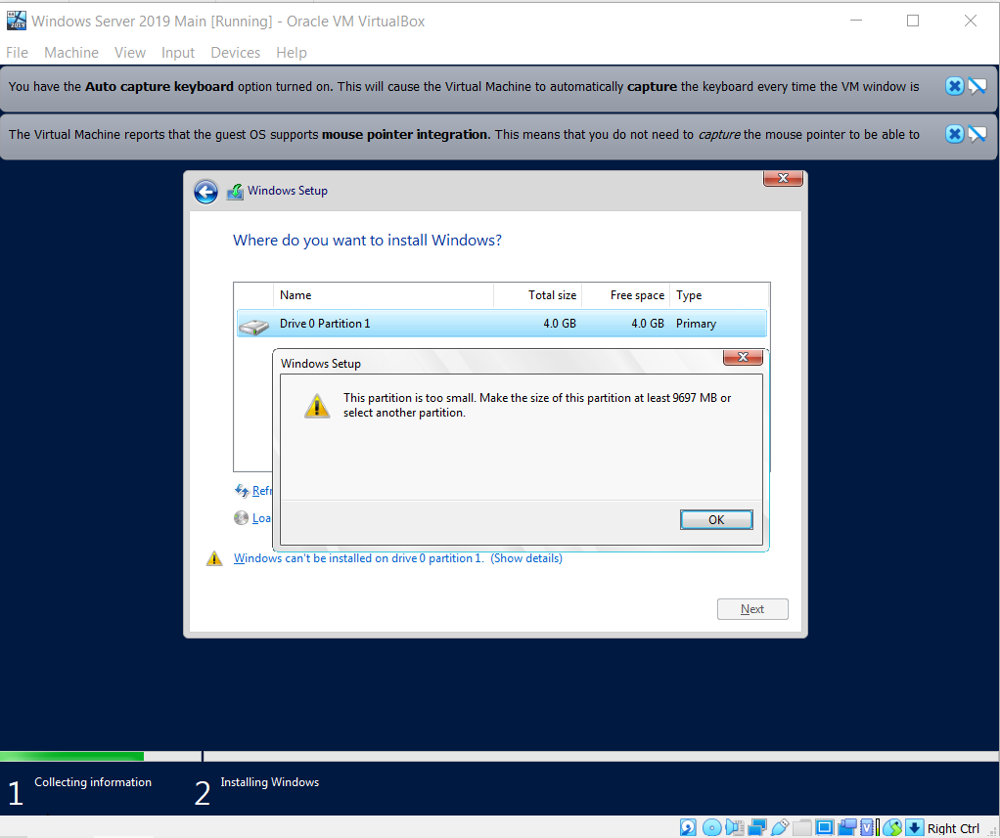 Windows Server 2019 Main [Running] - Oracle VM VirtualBox
File Machine View Input Devices Help
You have the Auto capture keyboard option turned on. This will cause the Virtual Machine to automatically capture the keyboard every time the VM window is
The Virtual Machine reports that the guest OS supports mouse pointer integration. This means that you do not need to capture the mouse pointer to be able to
Windows Setup
Where do you want to install Windows?
Name Total size Free space Type
Drive 0 Partition 1 4.0 GB 4.0 GB Primary
Windows Setup
This partition is too small. Make the size of this partition at least 9697 MB or
select another partition.
Refr
Loa
OK
Windows can't be installed on drive 0 partition 1. (Show details)
Next
1 Collecting information 2 Installing Windows
Right Ctrl